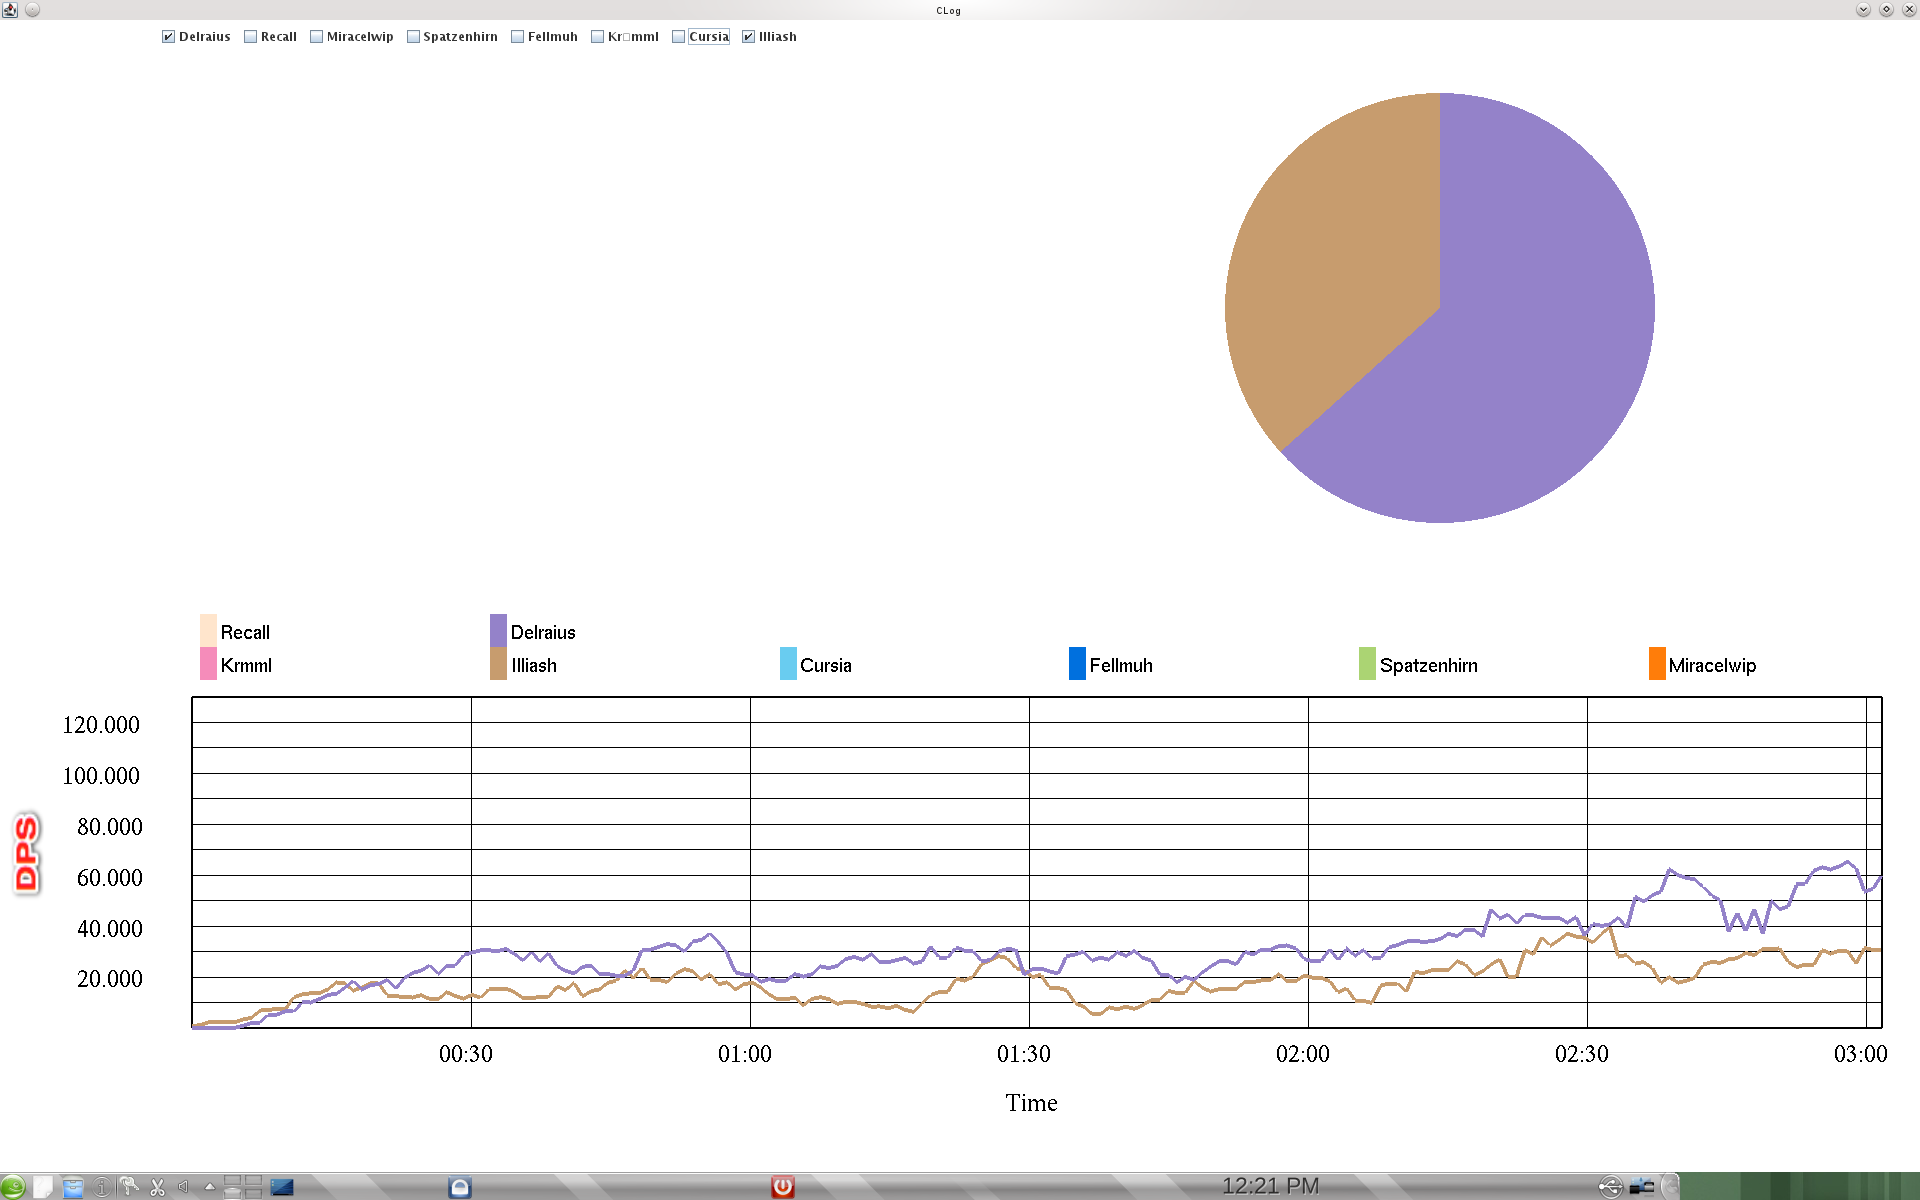 CLog
Delraius Recall Miracelwip Spatzenhirn Fellmuh Kr□mml Cursia Illiash
Recall Delraius
Krmml Illiash Cursia Fellmuh Spatzenhirn Miracelwip
120.000
100.000
80.000
60.000
40.000
20.000
DPS
00:30 01:00 01:30 02:00 02:30 03:00
Time
12:21 PM